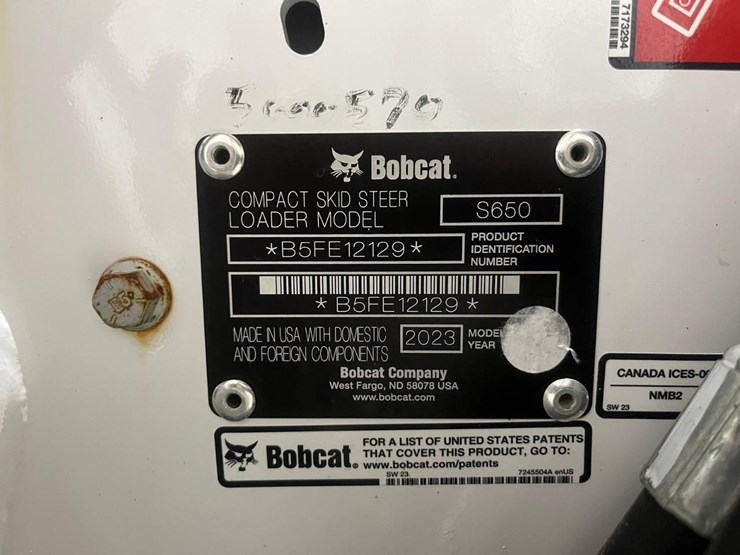 7173294
Bobcat.
COMPACT SKID STEER
LOADER MODEL
S650
*B5FE12129*
PRODUCT
IDENTIFICATION
NUMBER
* B5FE12129 *
MADE IN USA WITH DOMESTIC
AND FOREIGN COMPONENTS
2023
MODEL
YEAR
Bobcat Company
West Fargo, ND 58078 USA
www.bobcat.com
CANADA ICES-0
NMB2
SW 23
Bobcat®
FOR A LIST OF UNITED STATES PATENTS
THAT COVER THIS PRODUCT, GO TO:
www.bobcat.com/patents
SW 23
7245504A enUS